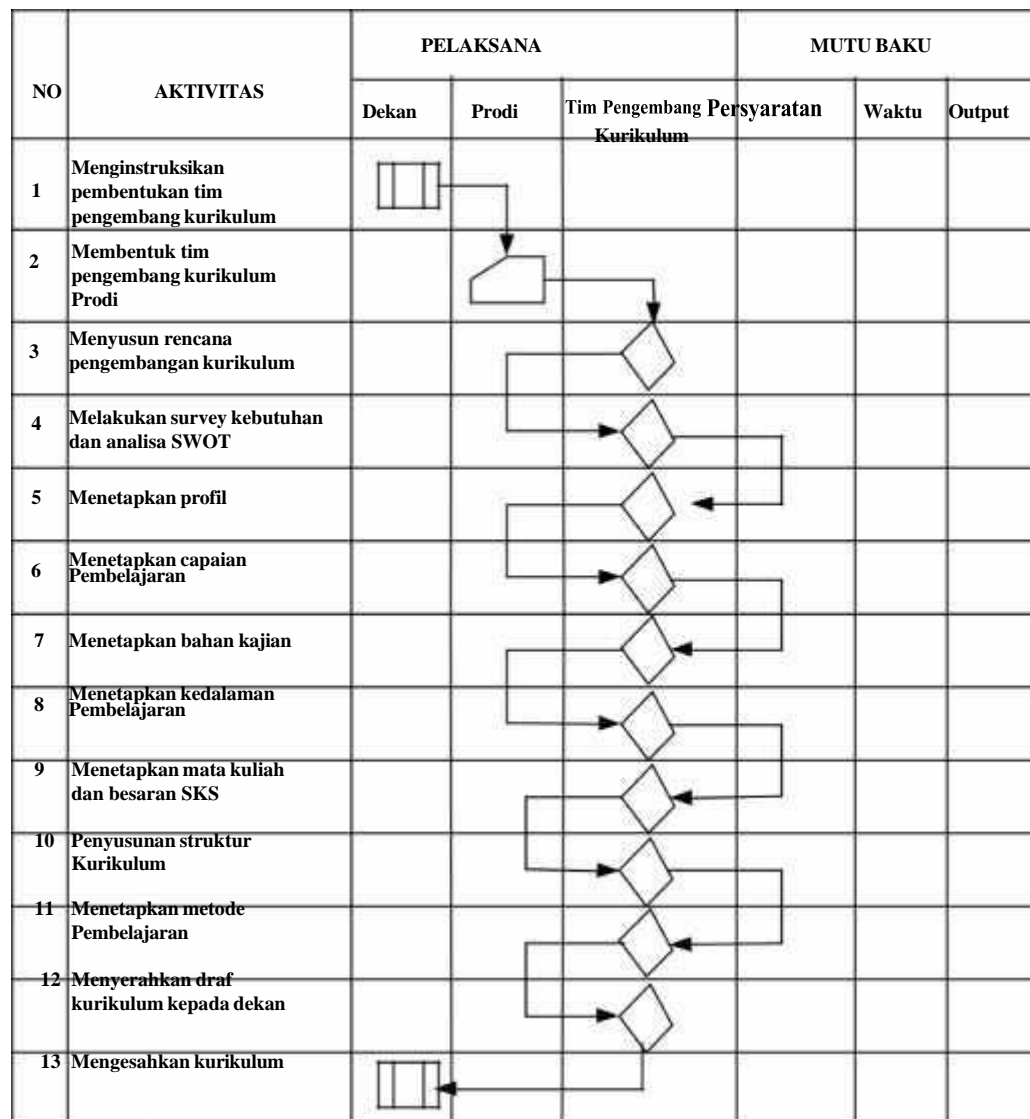 PELAKSANA MUTU BAKU
NO AKTIVITAS
Dekan Prodi Tim Pengembang Persyaratan Waktu Output
Kurikulum
1 Menginstruksikan
pembentukan tim
pengembang kurikulum
2 Membentuk tim
pengembang kurikulum
Prodi
3 Menyusun rencana
pengembangan kurikulum
4 Melakukan survey kebutuhan
dan analisa SWOT
5 Menetapkan profil
6 Menetapkan capaian
Pembelajaran
7 Menetapkan bahan kajian
8 Menetapkan kedalaman
Pembelajaran
9 Menetapkan mata kuliah
dan besaran SKS
10 Penyusunan struktur
Kurikulum
11 Menetapkan metode
Pembelajaran
12 Menyerahkan draf
kurikulum kepada dekan
13 Mengesahkan kurikulum